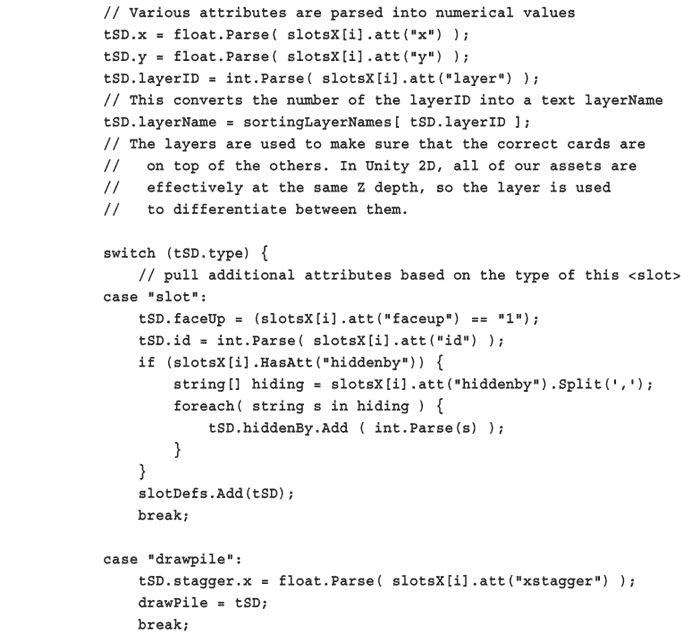 // Various attributes are parsed into numerical values
tSD.x = float.Parse( slotsX[i].att("x") );
tSD.y = float.Parse( slotsX[i].att("y") );
tSD.layerID = int.Parse( slotsX[i].att("layer") );
// This converts the number of the layerID into a text layerName
tSD.layerName = sortingLayerNames[ tSD.layerID ];
// The layers are used to make sure that the correct cards are
//   on top of the others. In Unity 2D, all of our assets are
//   effectively at the same Z depth, so the layer is used
//   to differentiate between them.

switch (tSD.type) {
    // pull additional attributes based on the type of this <slot>
case "slot":
    tSD.faceUp = (slotsX[i].att("faceup") == "1");
    tSD.id = int.Parse( slotsX[i].att("id") );
    if (slotsX[i].HasAtt("hiddenby")) {
        string[] hiding = slotsX[i].att("hiddenby").Split(',');
        foreach( string s in hiding ) {
            tSD.hiddenBy.Add ( int.Parse(s) );
        }
    }
    slotDefs.Add(tSD);
    break;

case "drawpile":
    tSD.stagger.x = float.Parse( slotsX[i].att("xstagger") );
    drawPile = tSD;
    break;